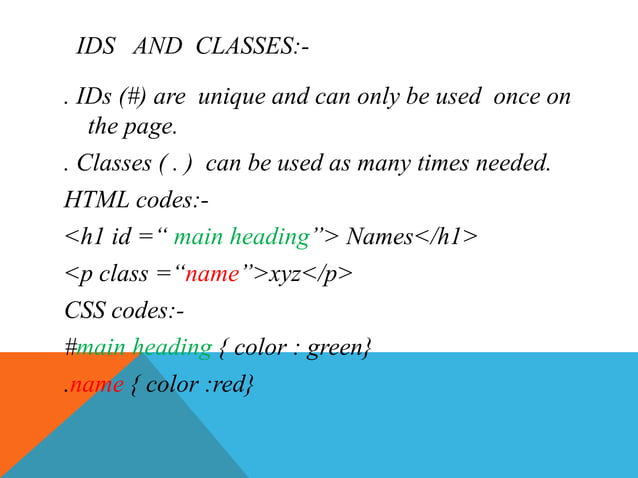 IDS AND CLASSES:-
. IDs (#) are unique and can only be used once on
the page.
. Classes ( . ) can be used as many times needed.
HTML codes:-
<h1 id =“ main heading”> Names</h1>
<p class =“name”>xyz</p>
CSS codes:-
#main heading { color : green}
.name { color :red}